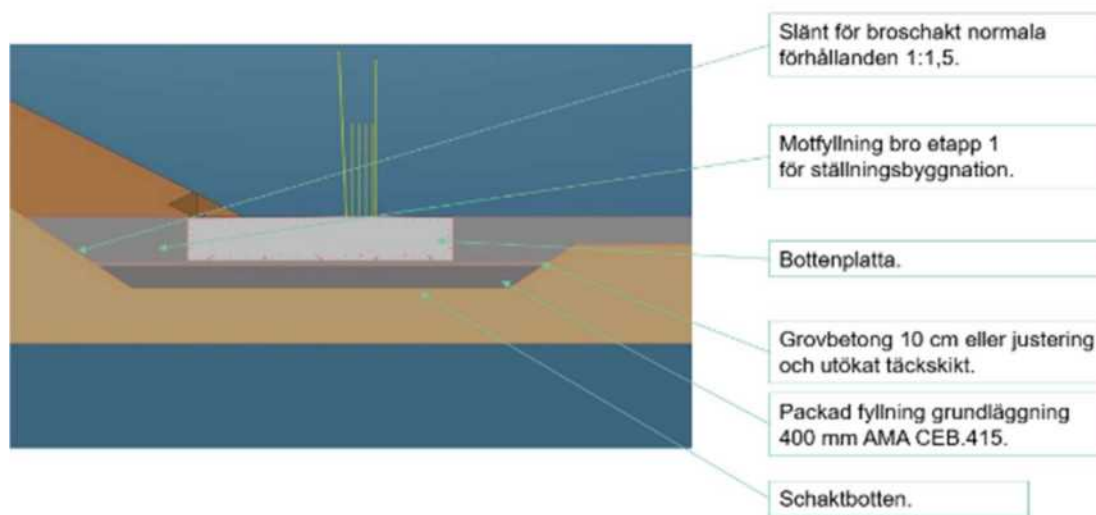 Slänt för broschakt normala
förhållanden 1:1,5.
Motfyllning bro etapp 1
för ställningsbyggnation.
Bottenplatta.
Grovbetong 10 cm eller justering
och utökat täckskikt.
Packad fyllning grundläggning
400 mm AMA CEB.415.
Schaktbotten.